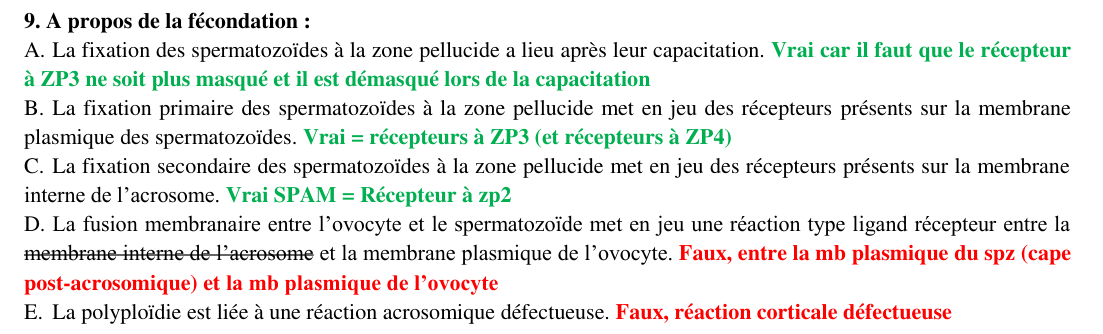 9. A propos de la fécondation :
A. La fixation des spermatozoïdes à la zone pellucide a lieu après leur capacitation. Vrai car il faut que le récepteur
à ZP3 ne soit plus masqué et il est démasqué lors de la capacitation
B. La fixation primaire des spermatozoïdes à la zone pellucide met en jeu des récepteurs présents sur la membrane
plasmique des spermatozoïdes. Vrai = récepteurs à ZP3 (et récepteurs à ZP4)
C. La fixation secondaire des spermatozoïdes à la zone pellucide met en jeu des récepteurs présents sur la membrane
interne de l’acrosome. Vrai SPAM = Récepteur à zp2
D. La fusion membranaire entre l’ovocyte et le spermatozoïde met en jeu une réaction type ligand récepteur entre la
membrane interne de l’acrosome et la membrane plasmique de l’ovocyte. Faux, entre la mb plasmique du spz (cape
post-acrosomique) et la mb plasmique de l’ovocyte
E. La polyploïdie est liée à une réaction acrosomique défectueuse. Faux, réaction corticale défectueuse